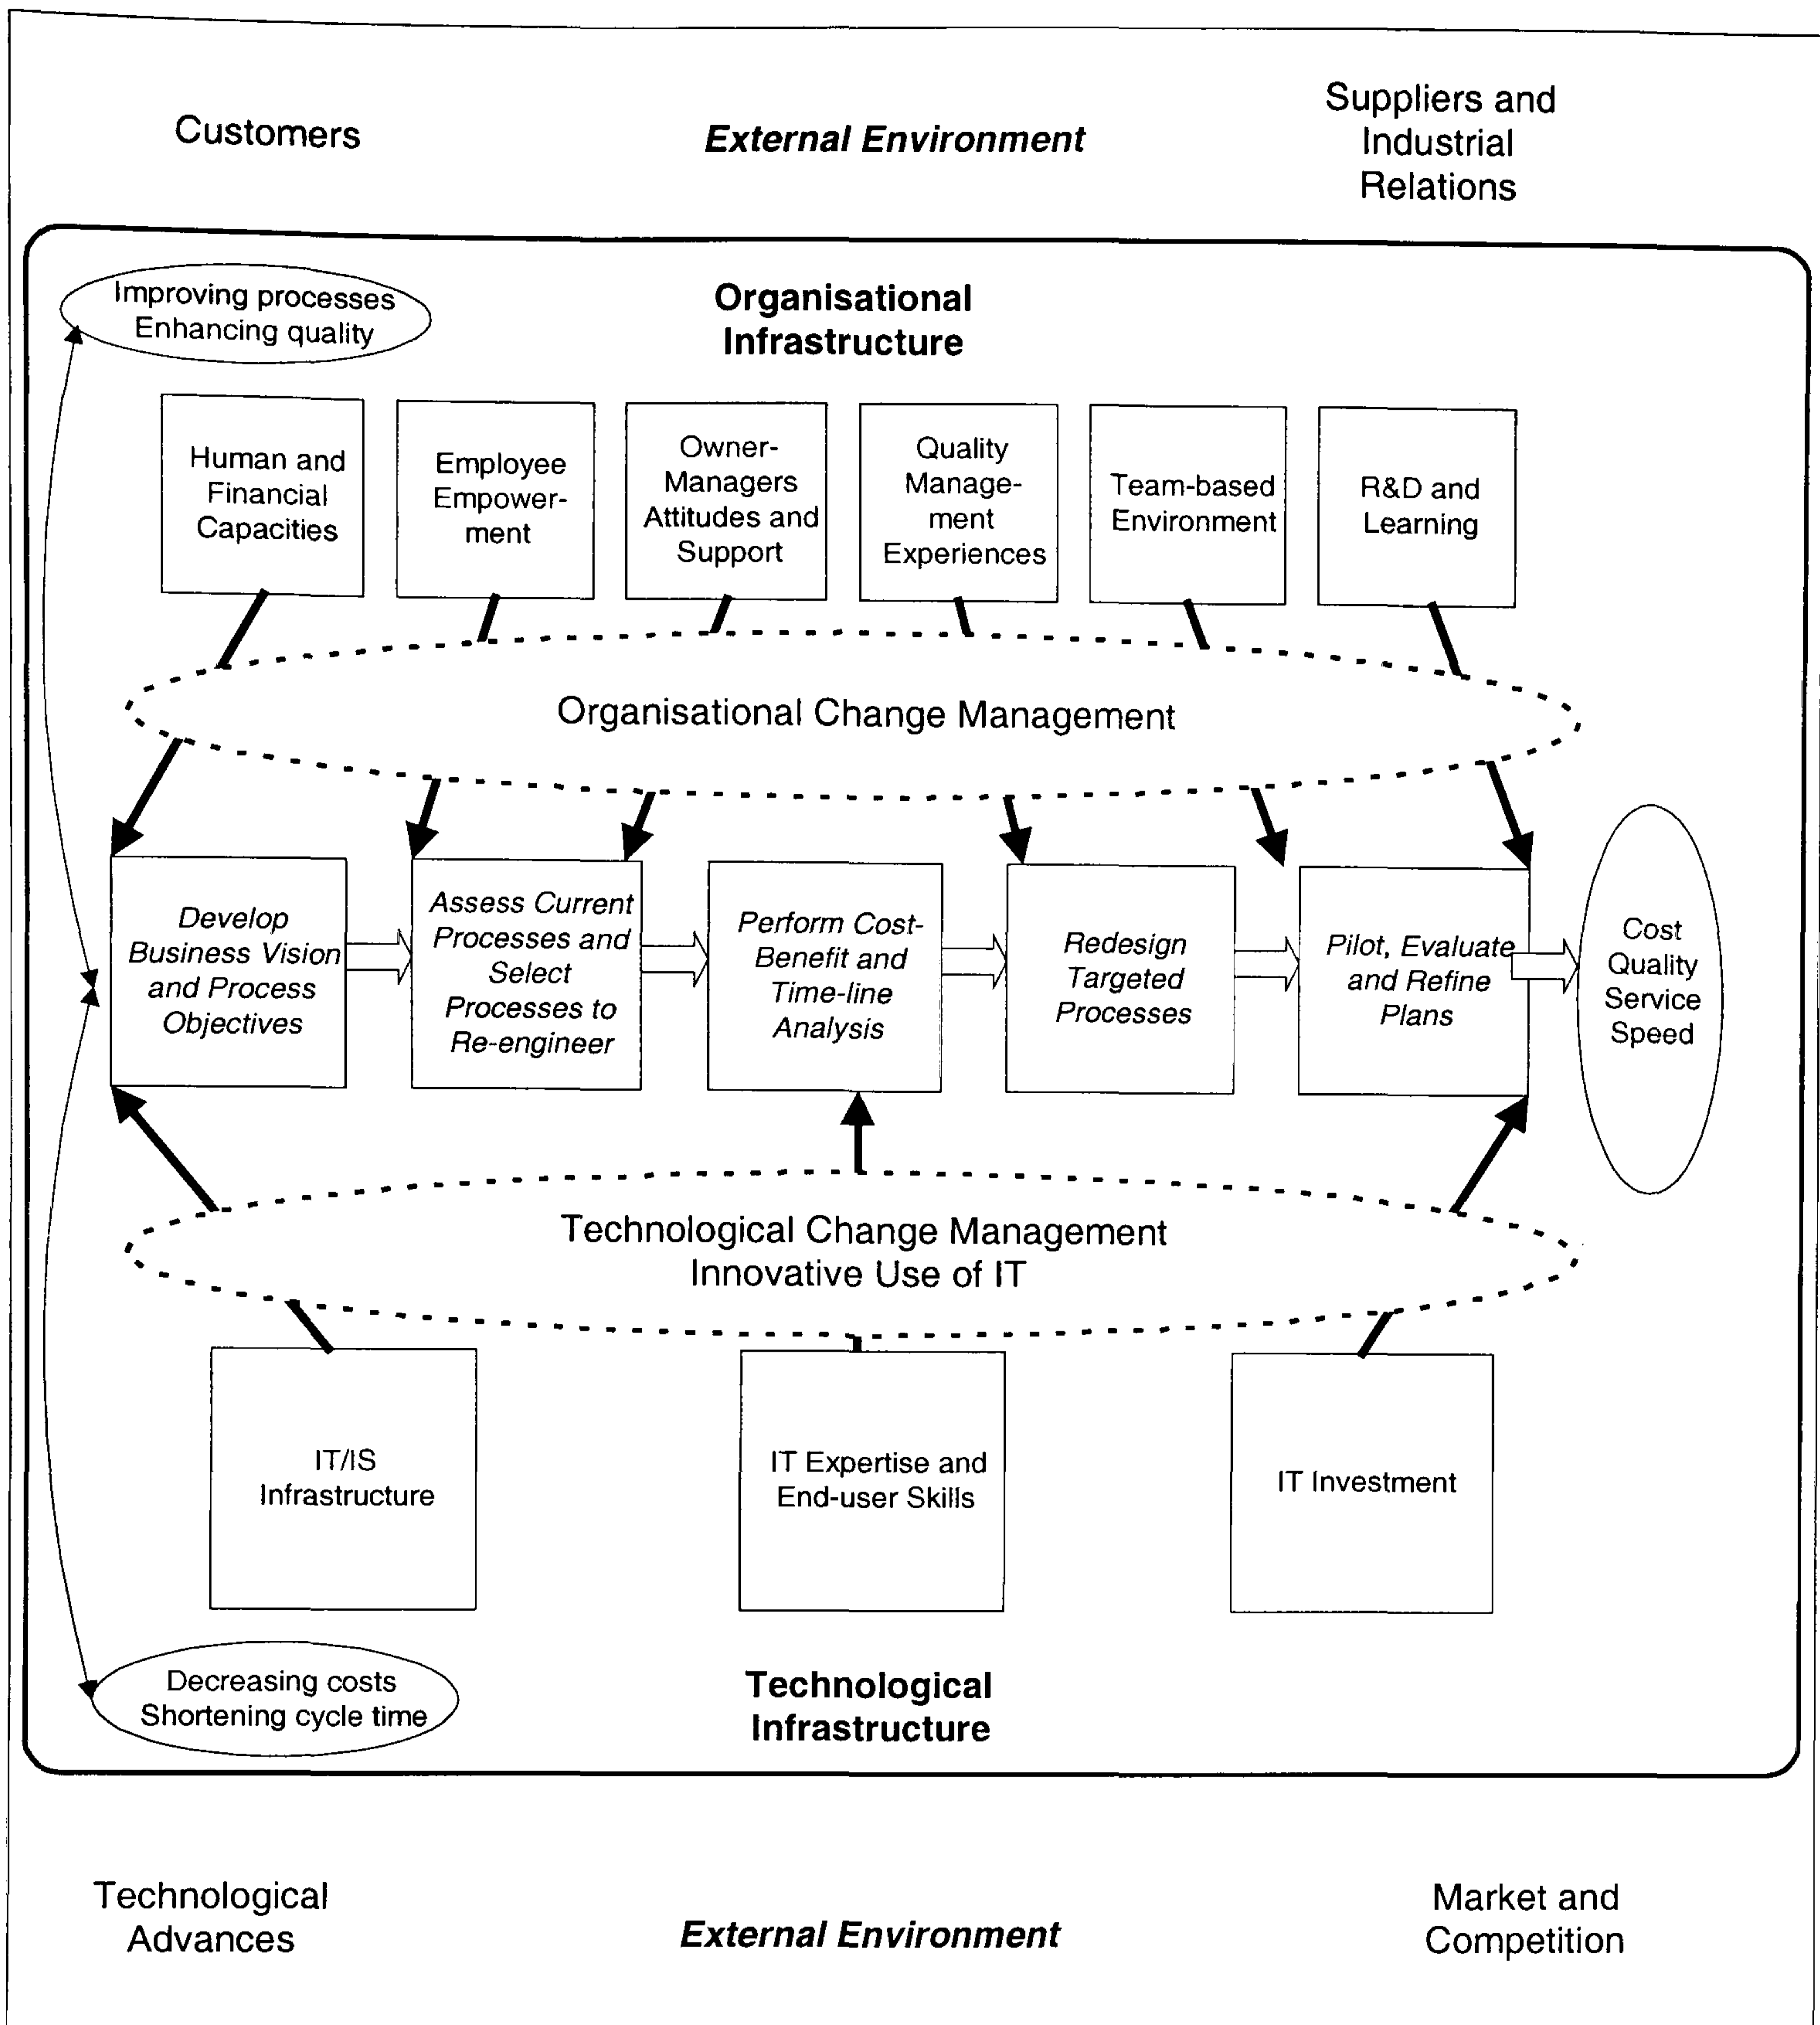 Customers
External Environment
Suppliers and
Industrial
Relations
Improving processes
Enhancing quality
Organisational
Infrastructure
Human and
Financial
Capacities
Employee
Empower-
ment
Owner-
Managers
Attitudes and
Support
Quality
Manage-
ment
Experiences
Team-based
Environment
R&D and
Learning
Organisational Change Management
Develop
Business Vision
and Process
Objectives
Assess Current
Processes and
Select
Processes to
Re-engineer
Perform Cost-
Benefit and
Time-line
Analysis
Redesign
Targeted
Processes
Pilot, Evaluate
and Refine
Plans
Cost
Quality
Service
Speed
Technological Change Management
Innovative Use of IT
IT/IS
Infrastructure
IT Expertise and
End-user Skills
IT Investment
Decreasing costs
Shortening cycle time
Technological
Infrastructure
Technological
Advances
External Environment
Market and
Competition